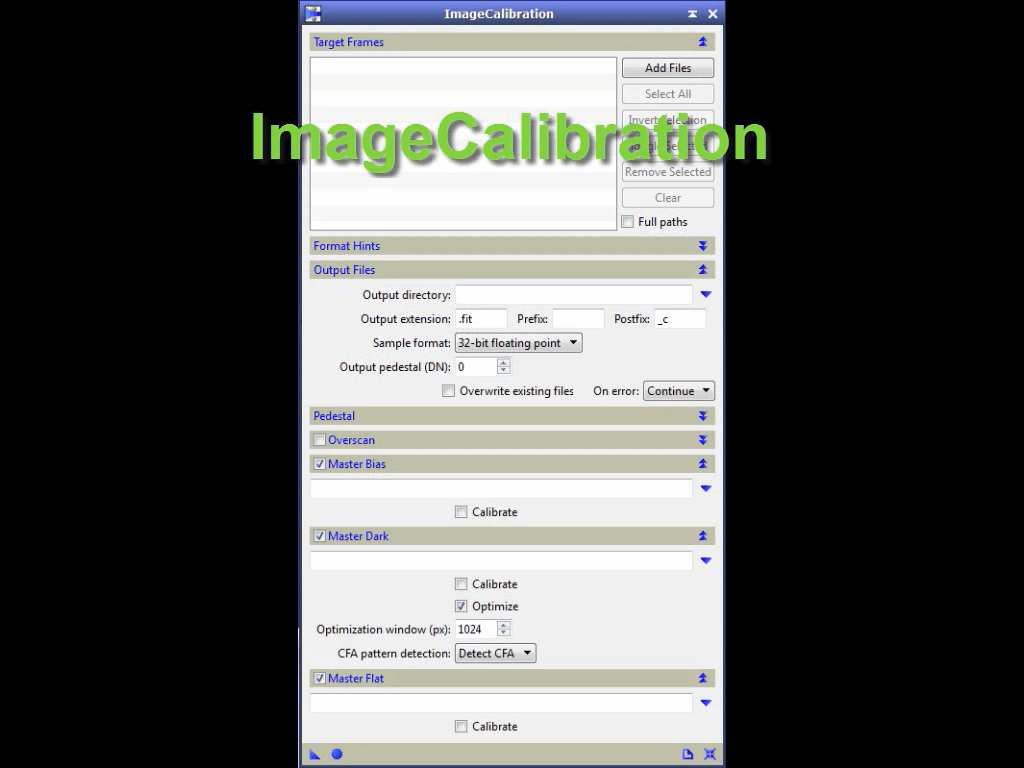 ImageCalibration
Target Frames
Add Files
Select All
Invert Selection
ImageCalibration
Toggle Selected
Remove Selected
Clear
Full paths
Format Hints
Output Files
Output directory:
Output extension: .fit Prefix: Postfix: _c
Sample format: 32-bit floating point
Output pedestal (DN): 0
Overwrite existing files On error: Continue
Pedestal
Overscan
Master Bias
Calibrate
Master Dark
Calibrate
Optimize
Optimization window (px): 1024
CFA pattern detection: Detect CFA
Master Flat
Calibrate